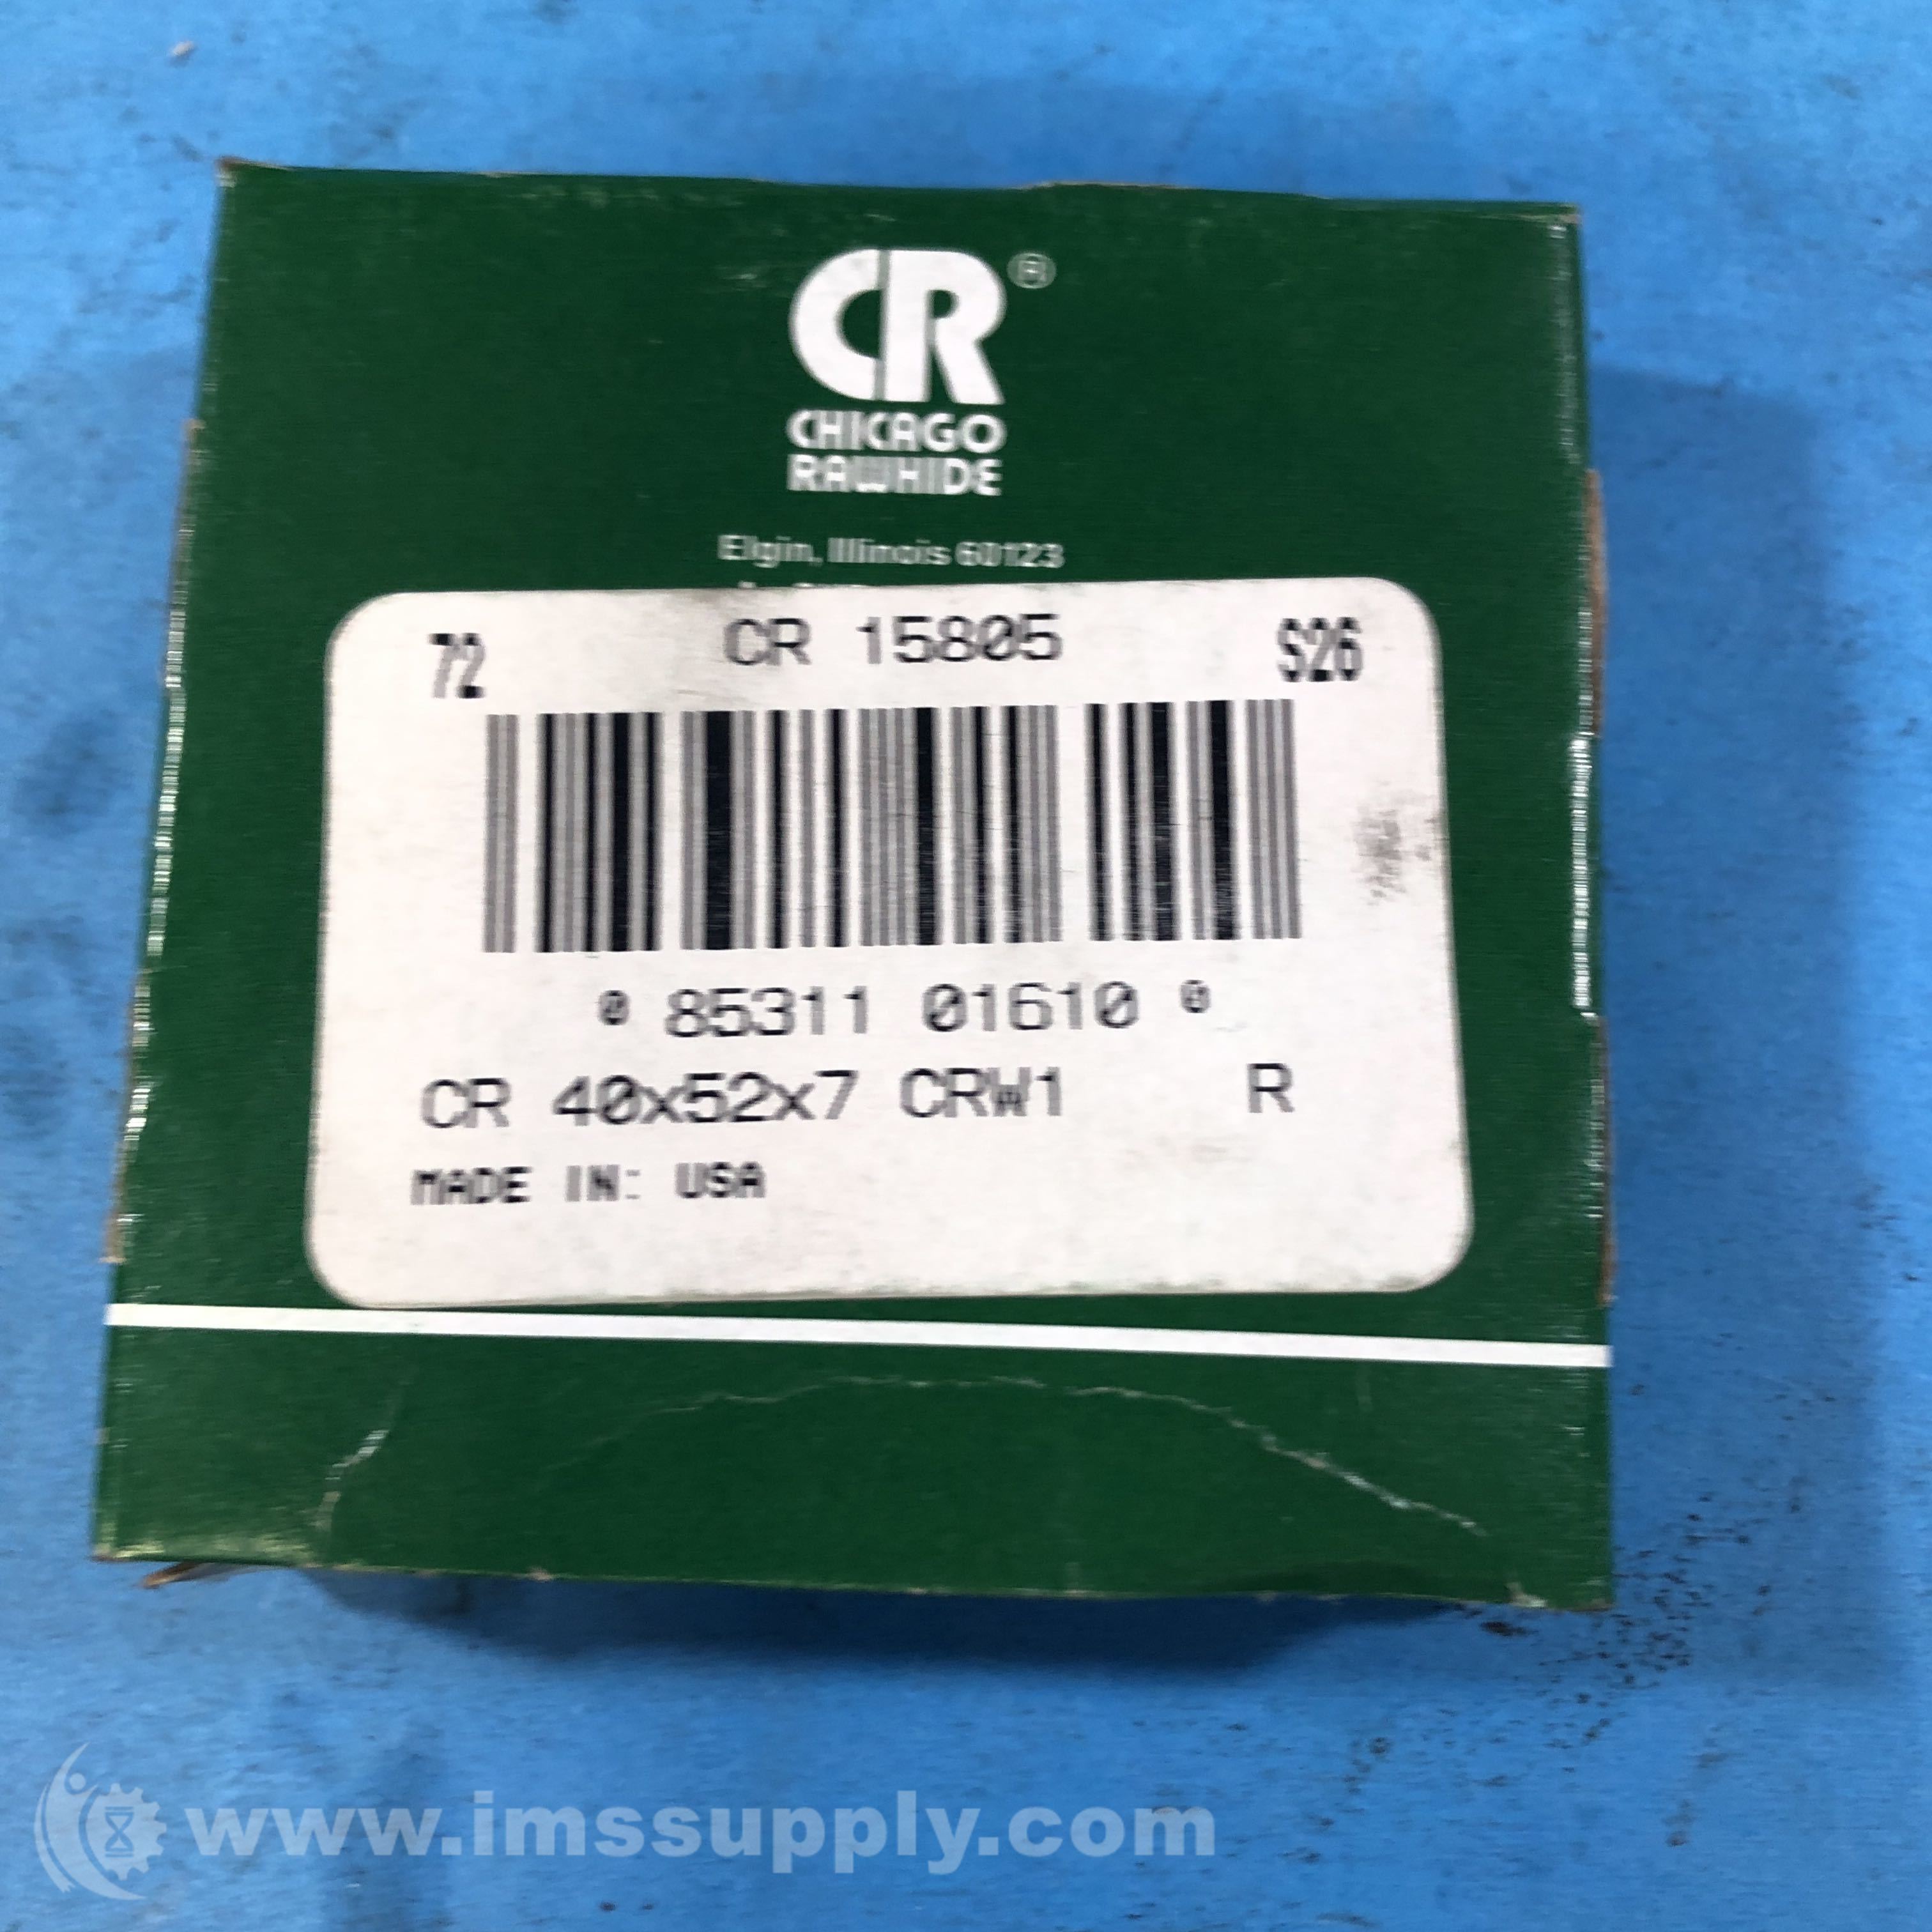 CR®
CHICAGO
RAWHIDE
Elgin, Illinois 60123
72 CR 15805 S26
0 85311 01610 0
CR 40x52x7 CRW1 R
MADE IN: USA
www.imssupply.com